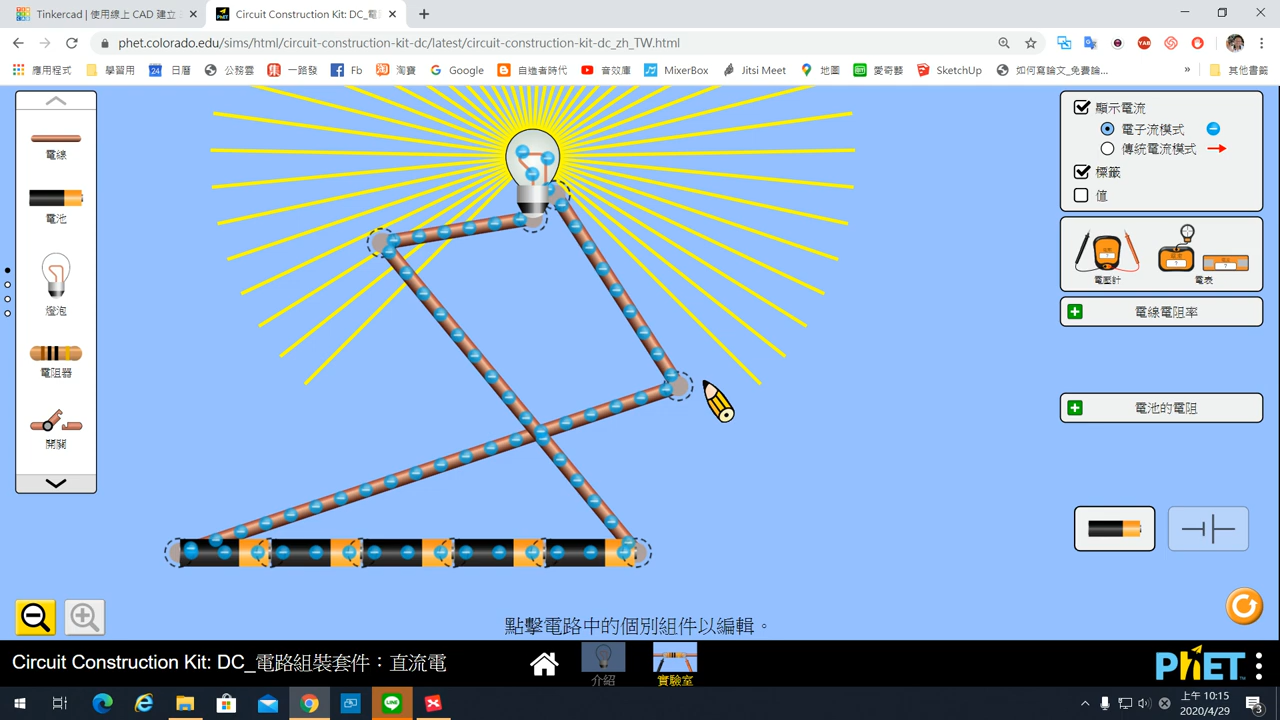 Tinkercad | 使用線上 CAD 建立
Circuit Construction Kit: DC_電
phet.colorado.edu/sims/html/circuit-construction-kit-dc/latest/circuit-construction-kit-dc_zh_TW.html
應用程式 學習用 24 日曆 公務雲 集 一路發 f Fb 淘 淘寶 G Google B 自造者時代 音效庫 MixerBox Jitsi Meet 地圖 愛奇藝 SketchUp 如何寫論文_免費論... » 其他書籤
電線
電池
燈泡
電阻器
開關
顯示電流
電子流模式
傳統電流模式
標籤
值
電壓計
電表
電線電阻率
電池的電阻
點擊電路中的個別組件以編輯。
Circuit Construction Kit: DC_電路組裝套件：直流電
介紹
實驗室
PhET
上午 10:15
2020/4/29
3